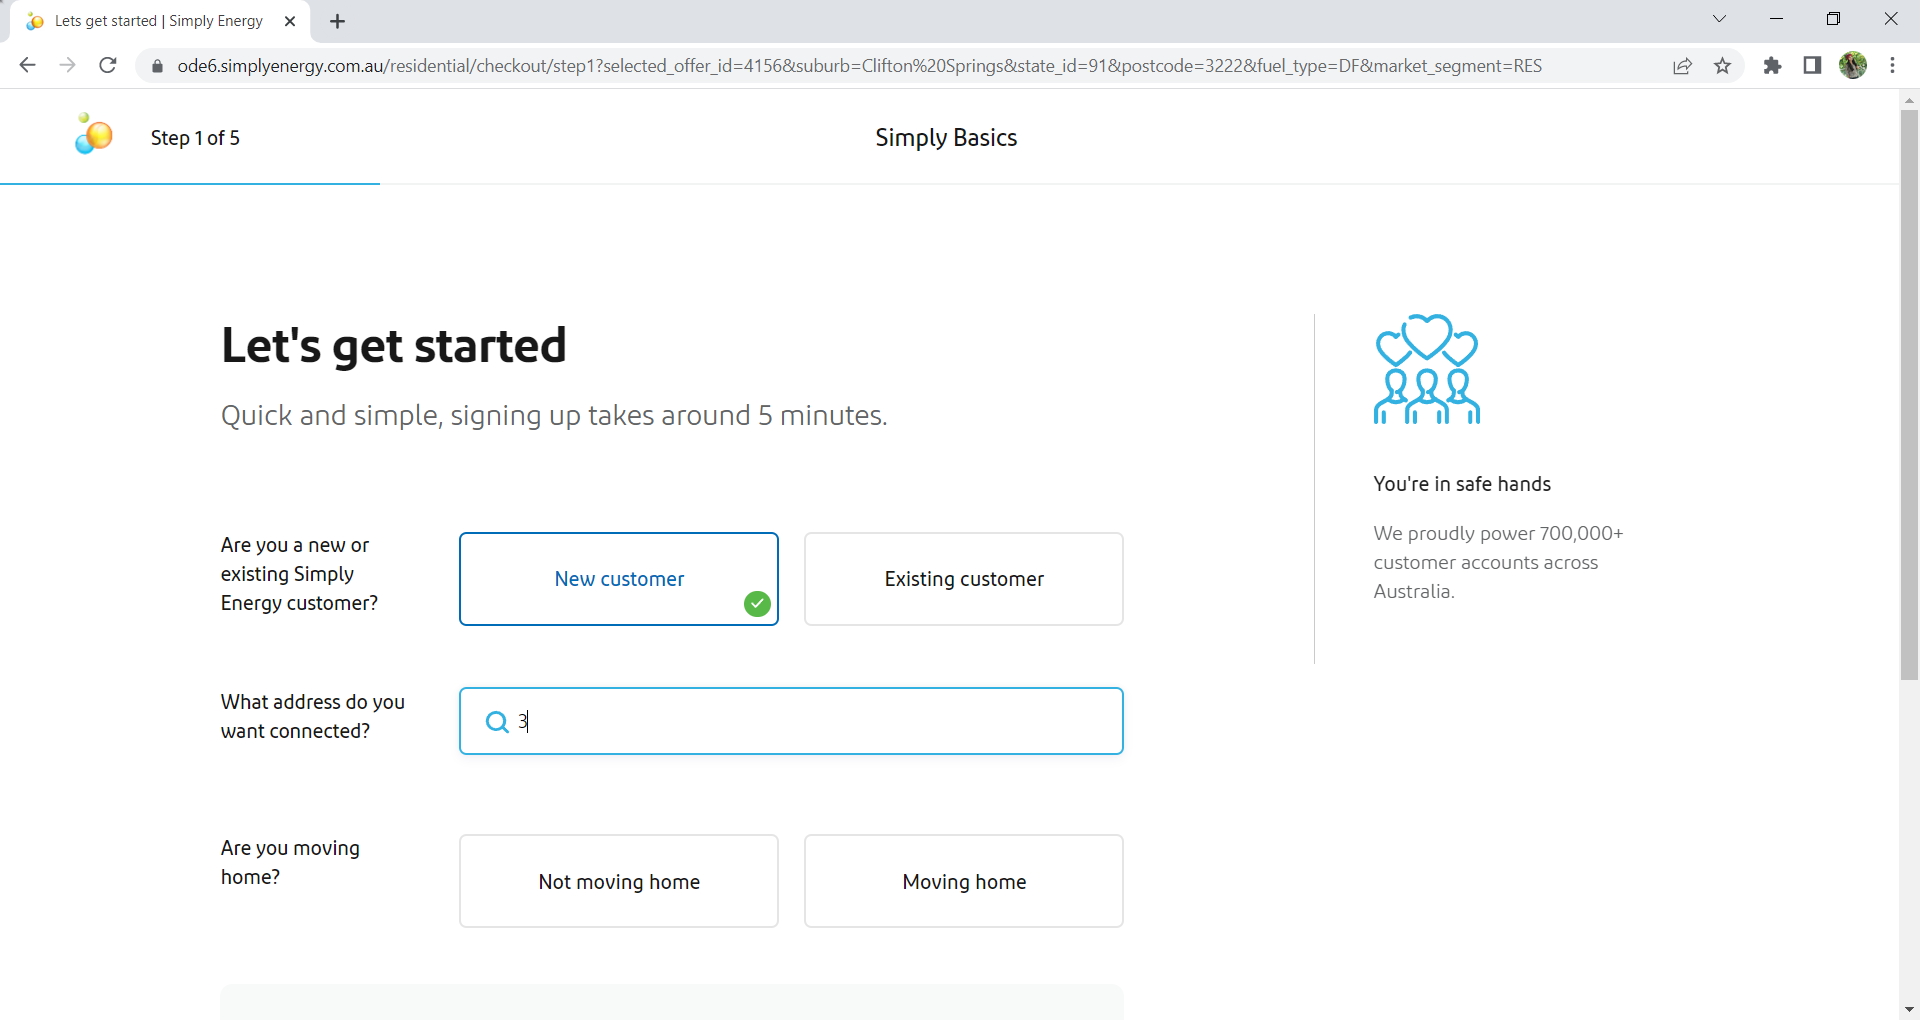 Lets get started | Simply Energy
ode6.simplyenergy.com.au/residential/checkout/step1?selected_offer_id=4156&suburb=Clifton%20Springs&state_id=91&postcode=3222&fuel_type=DF&market_segment=RES
Step 1 of 5
Simply Basics
Let's get started
Quick and simple, signing up takes around 5 minutes.
Are you a new or
existing Simply
Energy customer?
New customer
Existing customer
What address do you
want connected?
3
Are you moving
home?
Not moving home
Moving home
You're in safe hands
We proudly power 700,000+
customer accounts across
Australia.